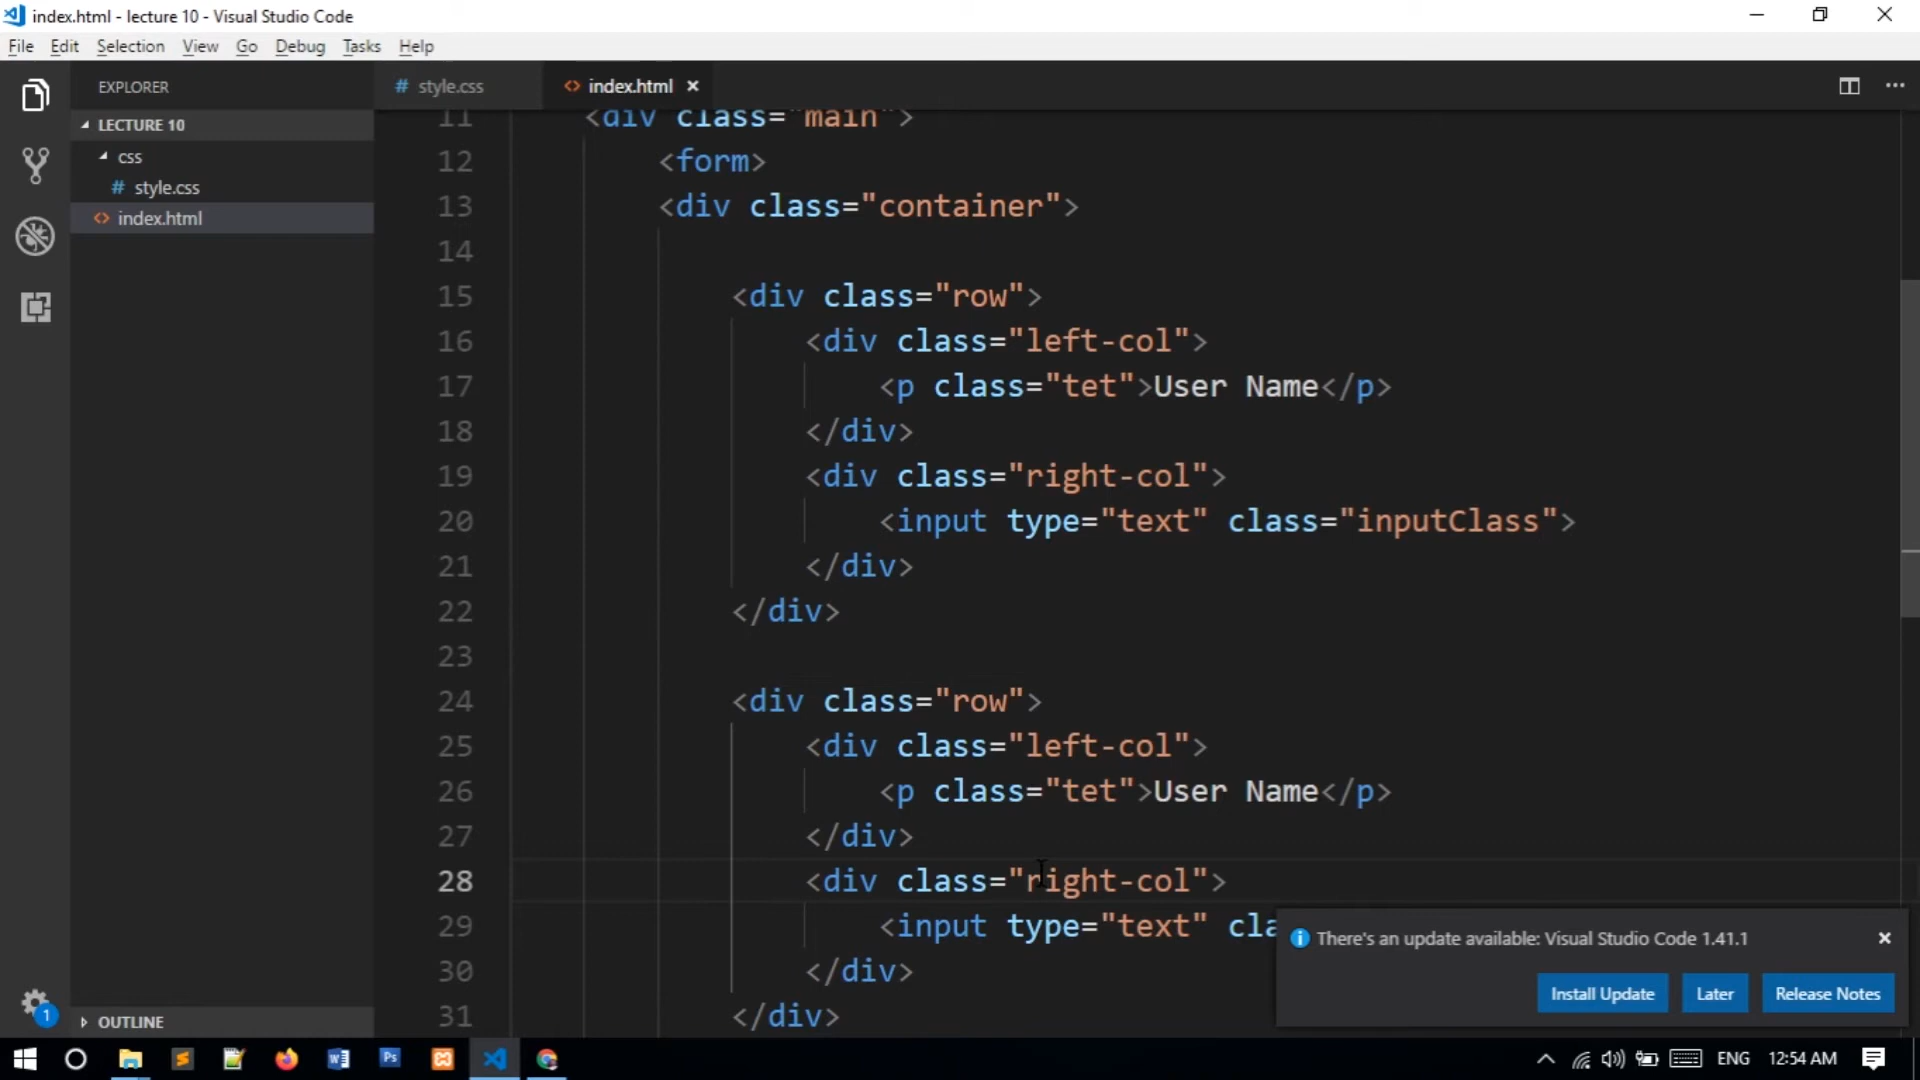 index.html - lecture 10 - Visual Studio Code
File Edit Selection View Go Debug Tasks Help
EXPLORER
LECTURE 10
css
# style.css
<> index.html
OUTLINE
1
# style.css
<> index.html
11 <div class="main">
12 <form>
13 <div class="container">
14
15 <div class="row">
16 <div class="left-col">
17 <p class="tet">User Name</p>
18 </div>
19 <div class="right-col">
20 <input type="text" class="inputClass">
21 </div>
22 </div>
23
24 <div class="row">
25 <div class="left-col">
26 <p class="tet">User Name</p>
27 </div>
28 <div class="right-col">
29 <input type="text" cla
30 </div>
31 </div>
There's an update available: Visual Studio Code 1.41.1
Install Update Later Release Notes
ENG 12:54 AM